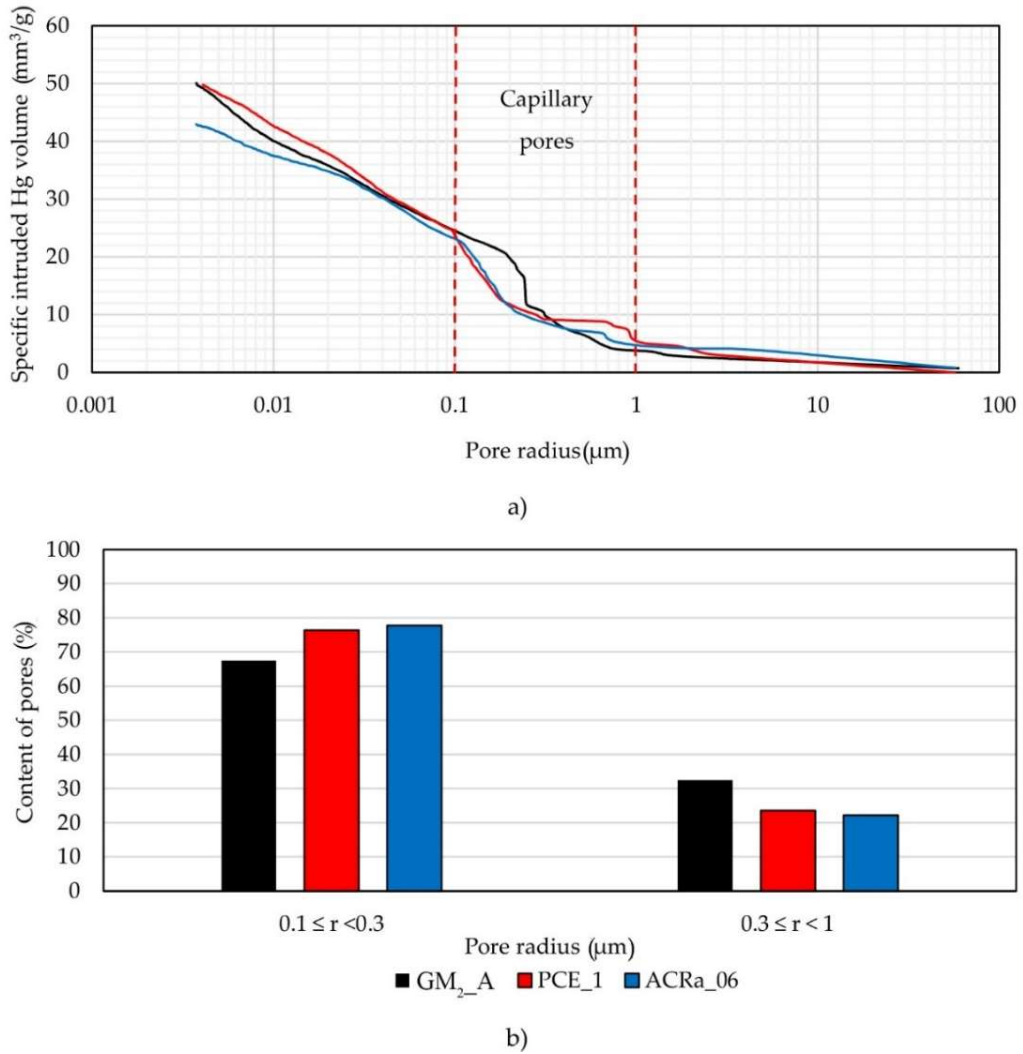 Specific intruded Hg volume (mm³/g)
60
50
40
30
20
10
0
Capillary
pores
0.001 0.01 0.1 1 10 100
Pore radius(μm)
a)
Content of pores (%)
100
90
80
70
60
50
40
30
20
10
0
0.1 ≤ r <0.3 0.3 ≤ r < 1
Pore radius (μm)
GM₂_A PCE_1 ACRa_06
b)